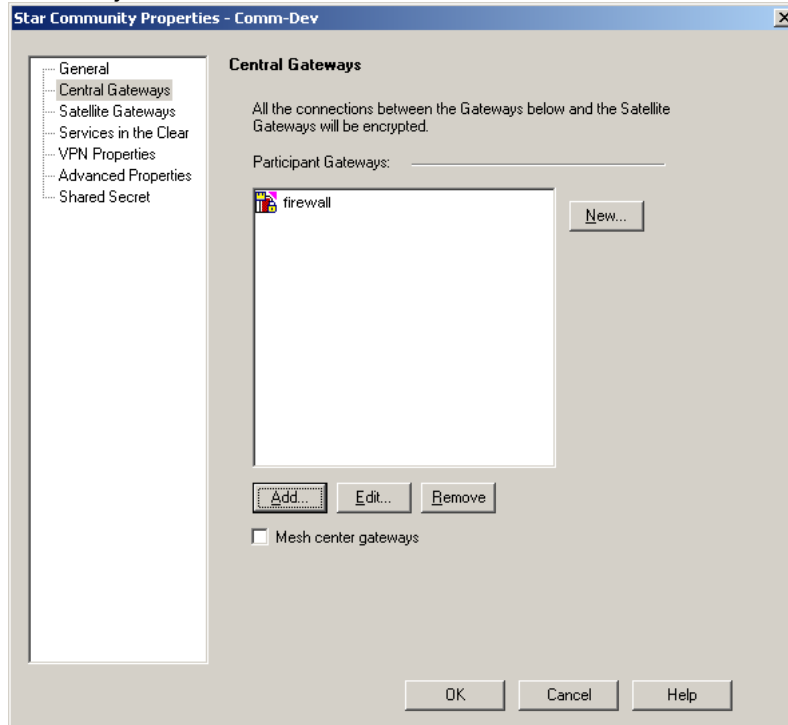 Star Community Properties - Comm-Dev
General
Central Gateways
Satellite Gateways
Services in the Clear
VPN Properties
Advanced Properties
Shared Secret
Central Gateways
All the connections between the Gateways below and the Satellite
Gateways will be encrypted.
Participant Gateways:
firewall
New...
Add...
Edit...
Remove
Mesh center gateways
OK
Cancel
Help